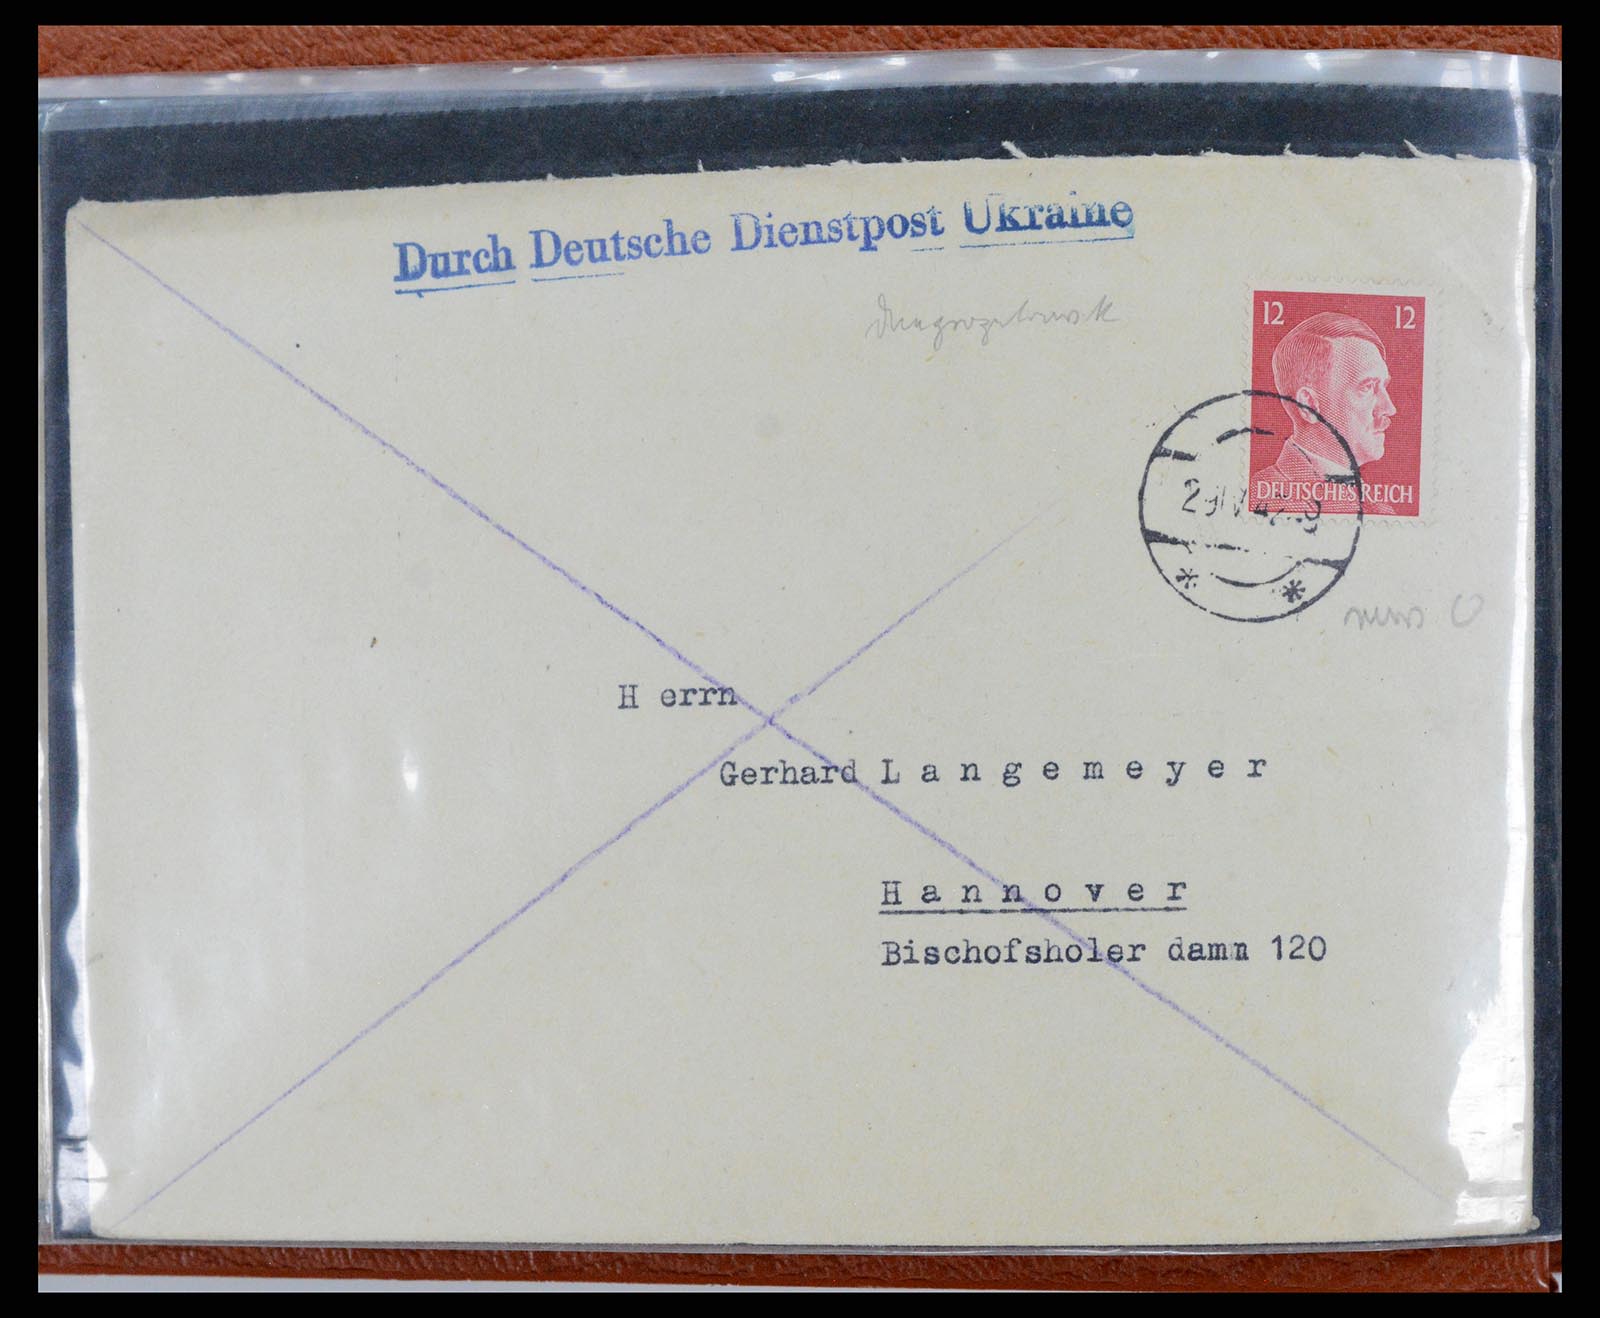 Durch Deutsche Dienstpost Ukraine
12 12
DEUTSCHES REICH
H errn
Gerhard L a n g e m e y e r
H a n n o v e r
Bischofsholer damm 120